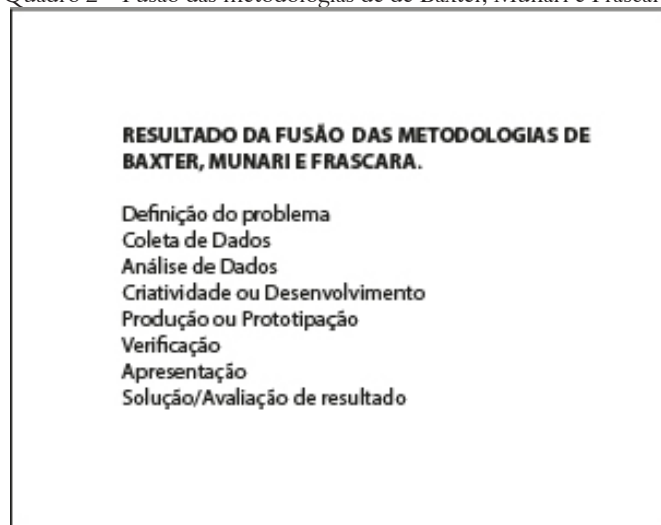 Quadro 2 – Fusão das metodologias de de Baxter, Munari e Frascara
RESULTADO DA FUSÃO DAS METODOLOGIAS DE
BAXTER, MUNARI E FRASCARA.
Definição do problema
Coleta de Dados
Análise de Dados
Criatividade ou Desenvolvimento
Produção ou Prototipação
Verificação
Apresentação
Solução/Avaliação de resultado